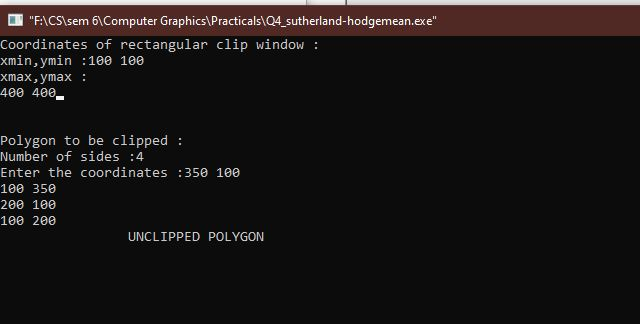 "F:\CS\sem 6\Computer Graphics\Practicals\Q4_sutherland-hodgemean.exe"
Coordinates of rectangular clip window :
xmin,ymin :100 100
xmax,ymax :
400 400
Polygon to be clipped :
Number of sides :4
Enter the coordinates :350 100
100 350
200 100
100 200
UNCLIPPED POLYGON